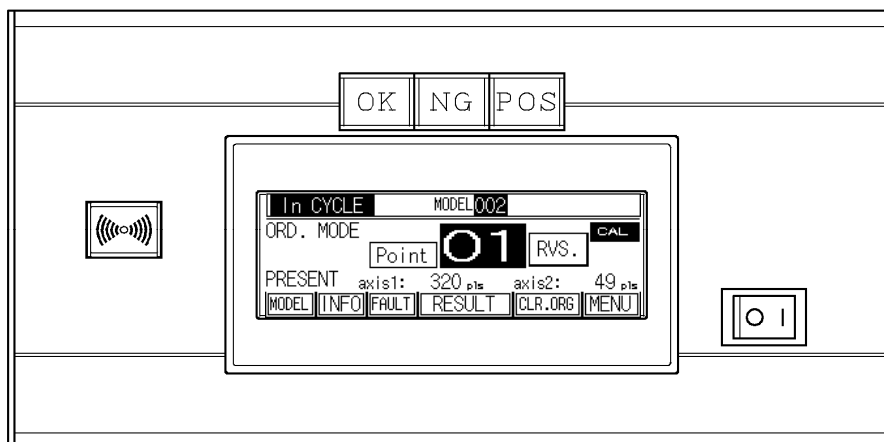 OK NG POS
In CYCLE MODEL 002
ORD. MODE CAL
Point 01 RVS.
PRESENT axis1: 320 pls axis2: 49 pls
MODEL INFO FAULT RESULT CLR.ORG MENU
O I